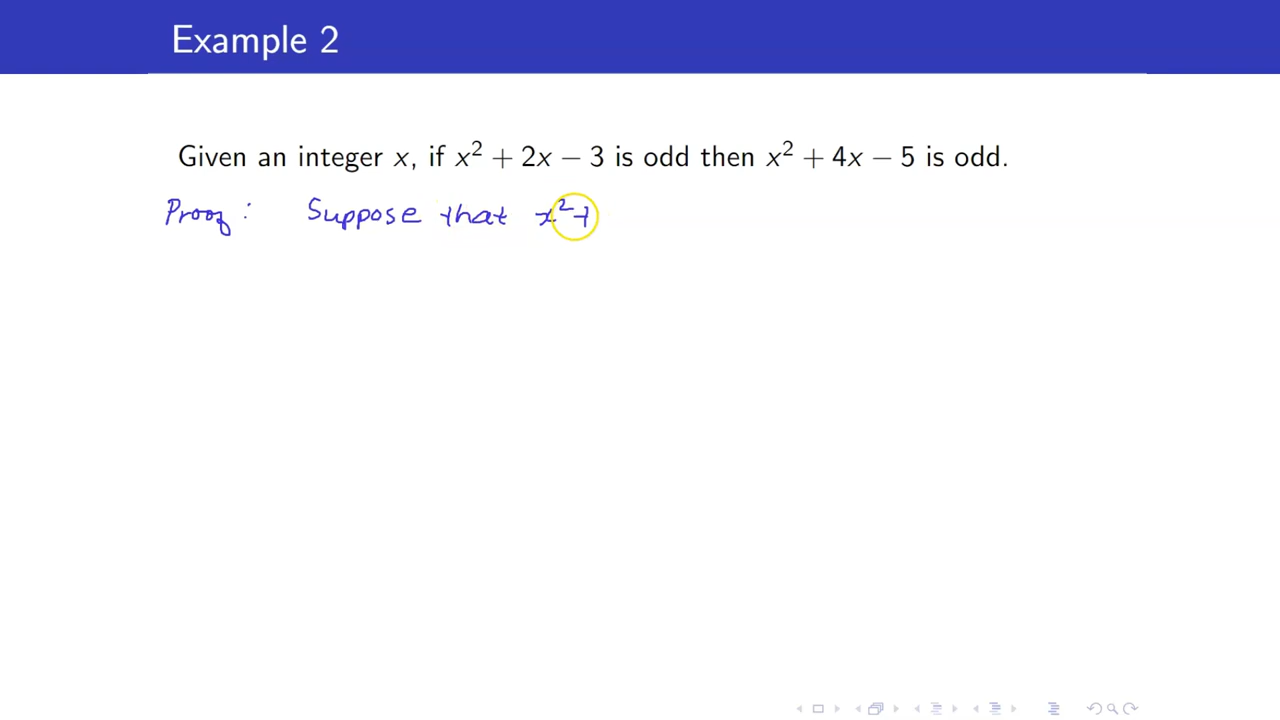 Example 2
Given an integer x, if x² + 2x − 3 is odd then x² + 4x − 5 is odd.
Proof : Suppose that x² +